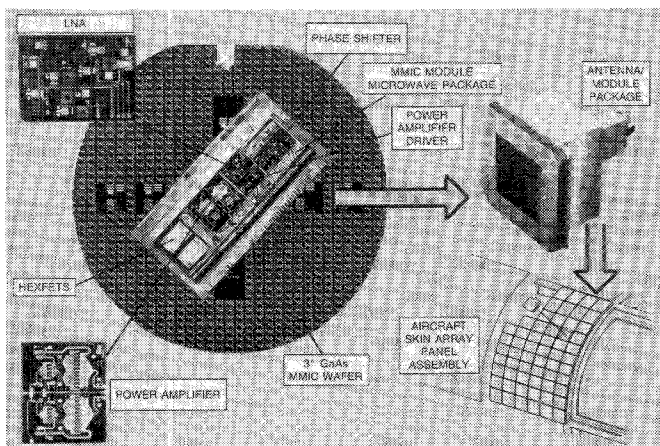 LNA
PHASE SHIFTER
MMIC MODULE
MICROWAVE PACKAGE
POWER
AMPLIFIER
DRIVER
ANTENNA/
MODULE
PACKAGE
HEXFETS
3" GaAs
MMIC WAFER
POWER AMPLIFIER
AIRCRAFT
SKIN ARRAY
PANEL
ASSEMBLY